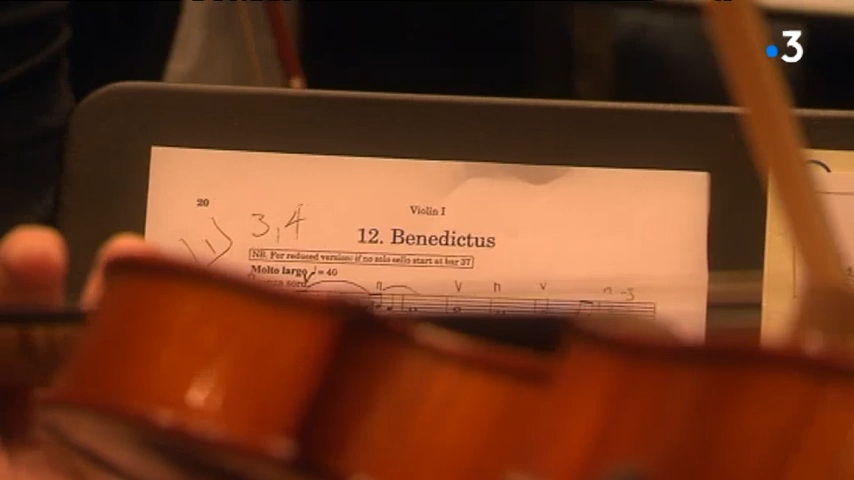 3
20
Violin I
3,4
12. Benedictus
NB. For reduced version: if no solo cello start at bar 37
Molto largo ♩ = 40